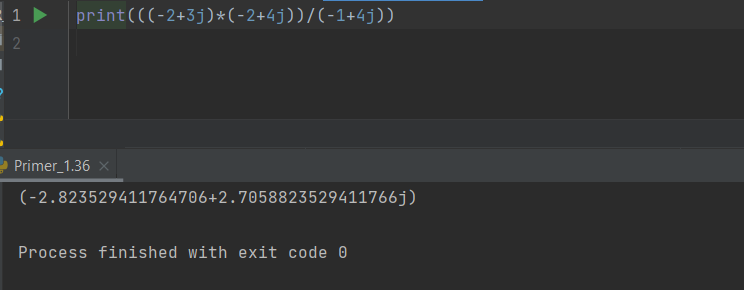 1 print(((-2+3j)*(-2+4j))/(-1+4j))
2
Primer_1.36 ×
(-2.823529411764706+2.7058823529411766j)
Process finished with exit code 0